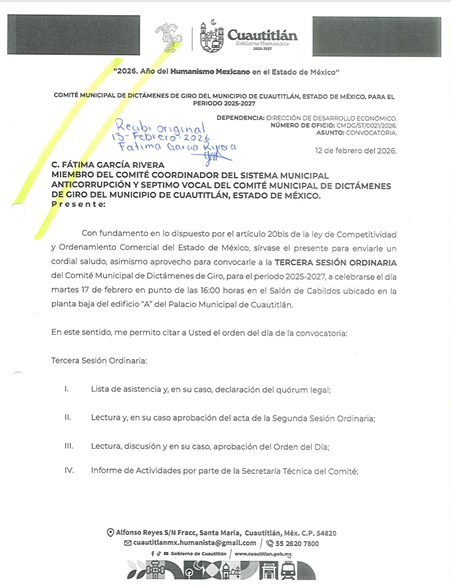 Cuautitlán
Gobierno Humanista
2025-2027
"2026. Año del Humanismo Mexicano en el Estado de México"
COMITÉ MUNICIPAL DE DICTÁMENES DE GIRO DEL MUNICIPIO DE CUAUTITLÁN, ESTADO DE MÉXICO, PARA EL
PERIODO 2025-2027
DEPENDENCIA: DIRECCIÓN DE DESARROLLO ECONÓMICO.
NÚMERO DE OFICIO: CMDG/ST/0021/2026.
ASUNTO: CONVOCATORIA.
Recibi original
13-Febrero 2026
Fatima Garcia Rivera
12 de febrero del 2026.
C. FÁTIMA GARCÍA RIVERA
MIEMBRO DEL COMITÉ COORDINADOR DEL SISTEMA MUNICIPAL
ANTICORRUPCIÓN Y SEPTIMO VOCAL DEL COMITÉ MUNICIPAL DE DICTÁMENES
DE GIRO DEL MUNICIPIO DE CUAUTITLÁN, ESTADO DE MÉXICO.
Presente:
Con fundamento en lo dispuesto por el artículo 20bis de la ley de Competitividad
y Ordenamiento Comercial del Estado de México, sírvase el presente para enviarle un
cordial saludo, asimismo aprovecho para convocarle a la TERCERA SESIÓN ORDINARIA
del Comité Municipal de Dictámenes de Giro, para el periodo 2025-2027, a celebrarse el día
martes 17 de febrero en punto de las 16:00 horas en el Salón de Cabildos ubicado en la
planta baja del edificio "A" del Palacio Municipal de Cuautitlán.
En este sentido, me permito citar a Usted el orden del día de la convocatoria:
Tercera Sesión Ordinaria:
I. Lista de asistencia y, en su caso, declaración del quórum legal;
II. Lectura y, en su caso aprobación del acta de la Segunda Sesión Ordinaria;
III. Lectura, discusión y en su caso, aprobación del Orden del Día;
IV. Informe de Actividades por parte de la Secretaría Técnica del Comité;
Alfonso Reyes S/N Fracc, Santa María, Cuautitlán, Méx. C.P. 54820
cuautitlanmx.humanista@gmail.com / 55 2620 7800
Gobierno de Cuautitlán / www.cuautitlan.gob.mx